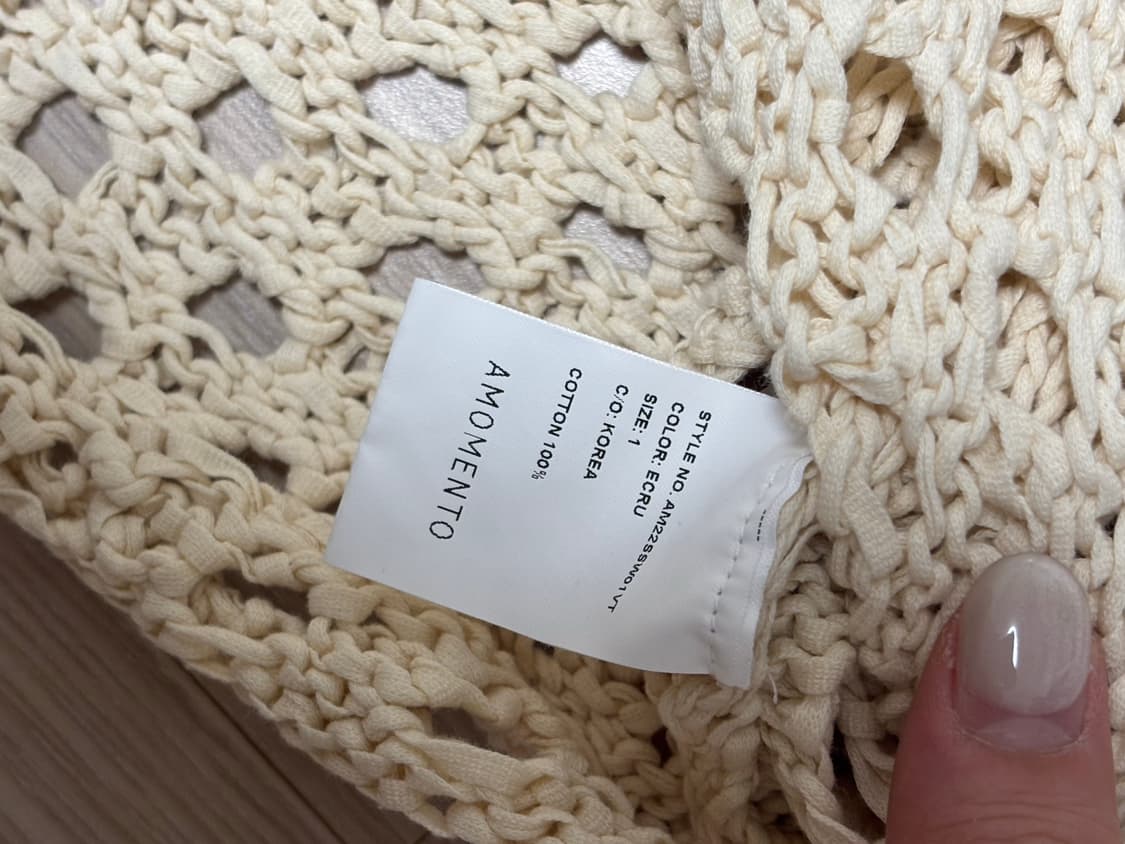 STYLE NO. AM22SSW01VT
COLOR: ECRU
SIZE: 1
C/O: KOREA
COTTON 100%
AMOMENTO